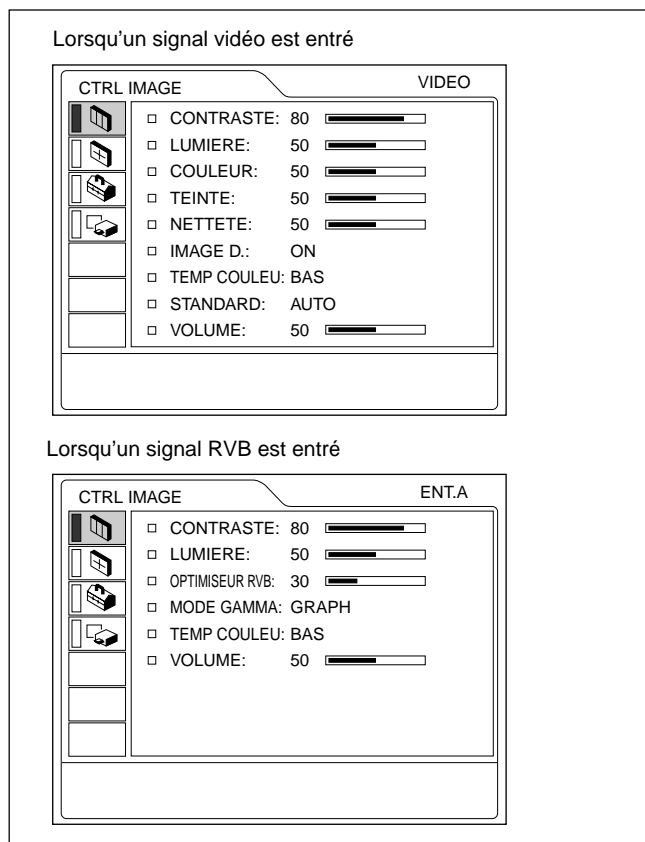 Lorsqu'un signal vidéo est entré
CTRL IMAGE VIDEO
CONTRASTE: 80
LUMIERE: 50
COULEUR: 50
TEINTE: 50
NETTETE: 50
IMAGE D.: ON
TEMP COULEU: BAS
STANDARD: AUTO
VOLUME: 50
Lorsqu'un signal RVB est entré
CTRL IMAGE ENT.A
CONTRASTE: 80
LUMIERE: 50
OPTIMISEUR RVB: 30
MODE GAMMA: GRAPH
TEMP COULEU: BAS
VOLUME: 50